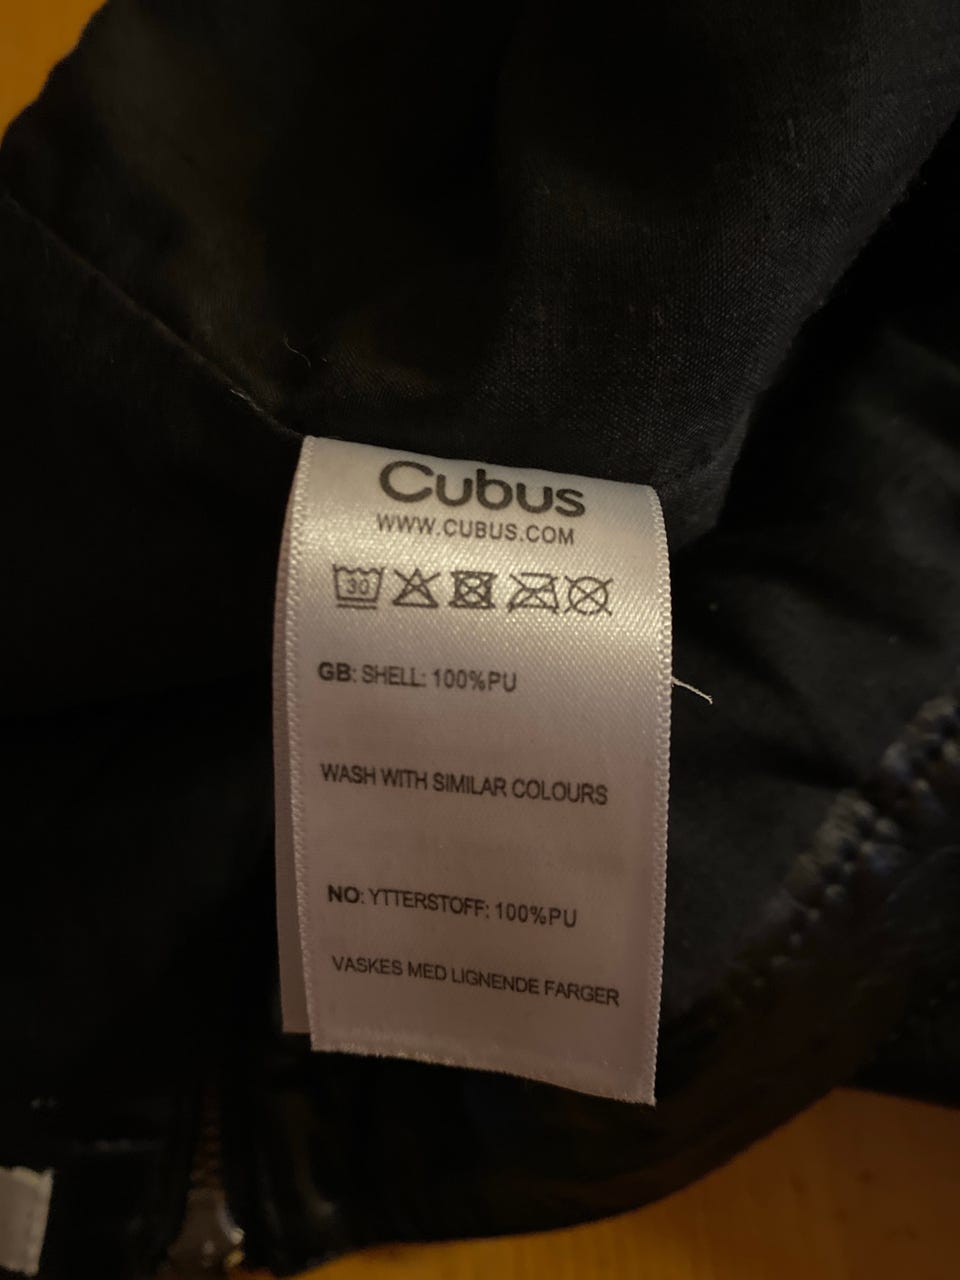 Cubus
WWW.CUBUS.COM
30
GB: SHELL: 100%PU
WASH WITH SIMILAR COLOURS
NO: YTTERSTOFF: 100%PU
VASKES MED LIGNENDE FARGER